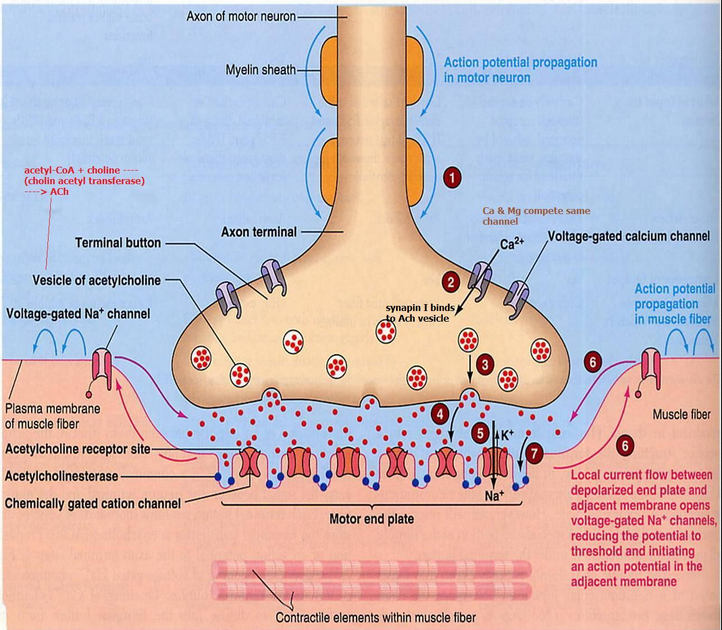 Axon of motor neuron
Myelin sheath
Action potential propagation
in motor neuron
1
acetyl-CoA + choline ----
(cholin acetyl transferase)
----> ACh
Ca & Mg compete same
channel
Axon terminal
Terminal button
Ca2+
Voltage-gated calcium channel
2
Vesicle of acetylcholine
synapin I binds
to Ach vesicle
Action potential
propagation
in muscle fiber
Voltage-gated Na+ channel
3
6
Plasma membrane
of muscle fiber
4
5
K+
7
6
Muscle fiber
Acetylcholine receptor site
Acetylcholinesterase
Chemically gated cation channel
Na+
Motor end plate
Local current flow between
depolarized end plate and
adjacent membrane opens
voltage-gated Na+ channels,
reducing the potential to
threshold and initiating
an action potential in the
adjacent membrane
Contractile elements within muscle fiber